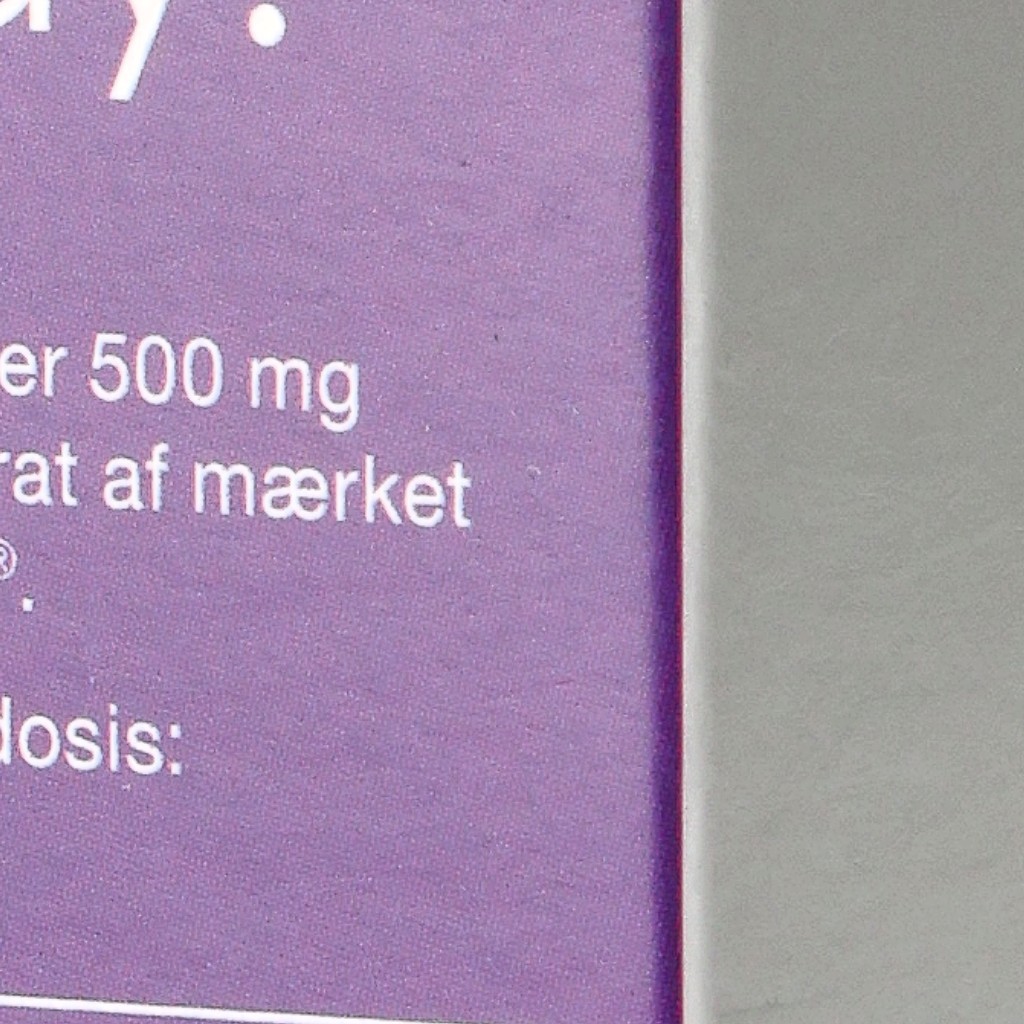 y.
er 500 mg
rat af mærket
®.
dosis: